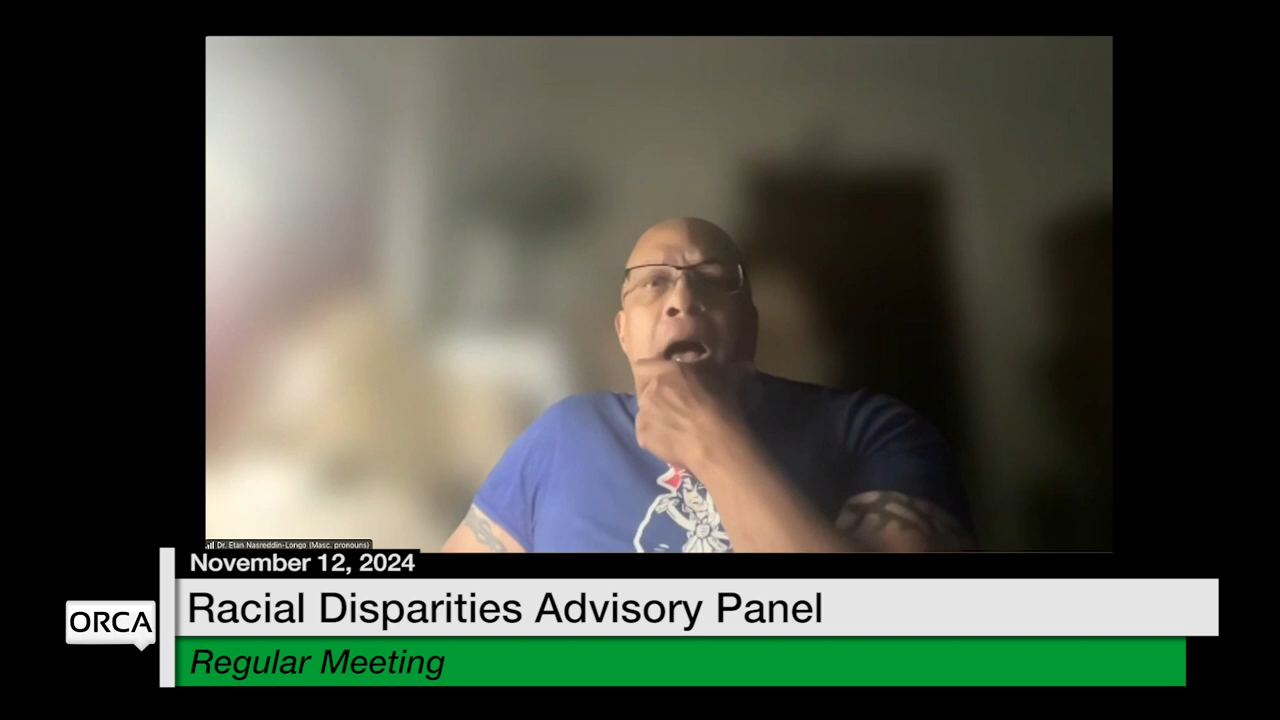 Dr. Etan Nasreddin-Longo (Masc. pronouns)
November 12, 2024
Racial Disparities Advisory Panel
ORCA
Regular Meeting